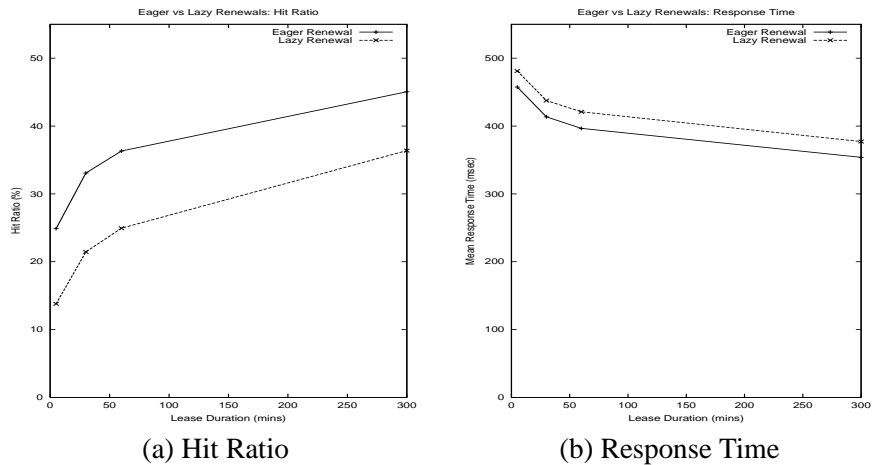 Eager vs Lazy Renewals: Hit Ratio
Eager Renewal
Lazy Renewal
50
40
30
20
10
0
Hit Ratio (%)
0 50 100 150 200 250 300
Lease Duration (mins)
(a) Hit Ratio
Eager vs Lazy Renewals: Response Time
Eager Renewal
Lazy Renewal
500
400
300
200
100
0
Mean Response Time (msec)
0 50 100 150 200 250 300
Lease Duration (mins)
(b) Response Time